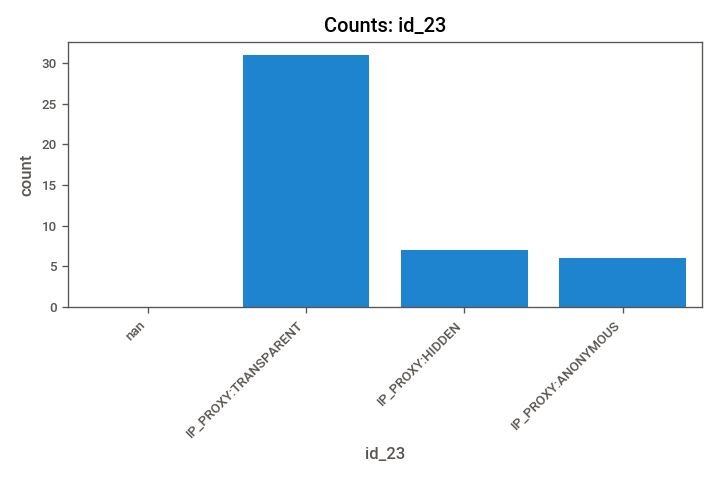 Counts: id_23
30
25
20
15
10
5
0
count
nan
IP_PROXY:TRANSPARENT
IP_PROXY:HIDDEN
IP_PROXY:ANONYMOUS
id_23